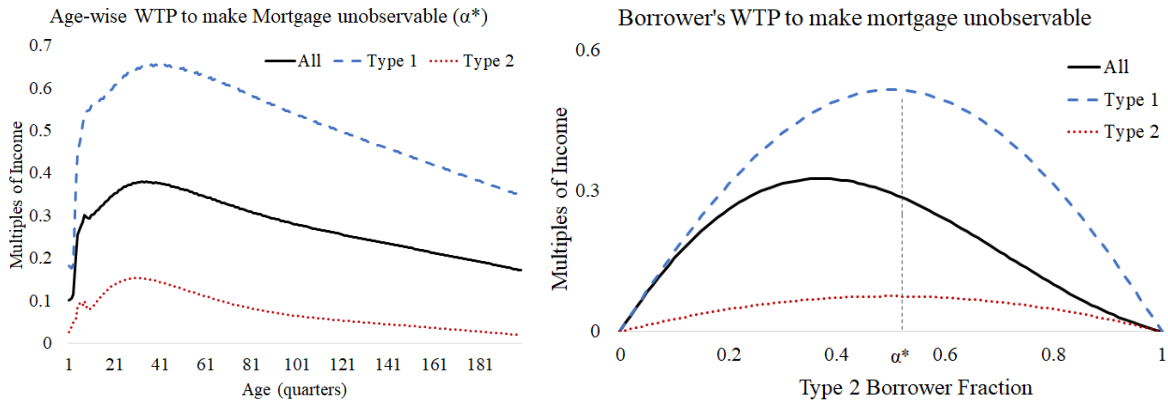 Age-wise WTP to make Mortgage unobservable (α*)
0.7
All
Type 1
Type 2
0.6
0.5
0.4
0.3
0.2
0.1
0
Multiples of Income
1 21 41 61 81 101 121 141 161 181
Age (quarters)
Borrower's WTP to make mortgage unobservable
0.6
All
Type 1
Type 2
0.3
0
Multiples of Income
0 0.2 0.4 α* 0.6 0.8 1
Type 2 Borrower Fraction